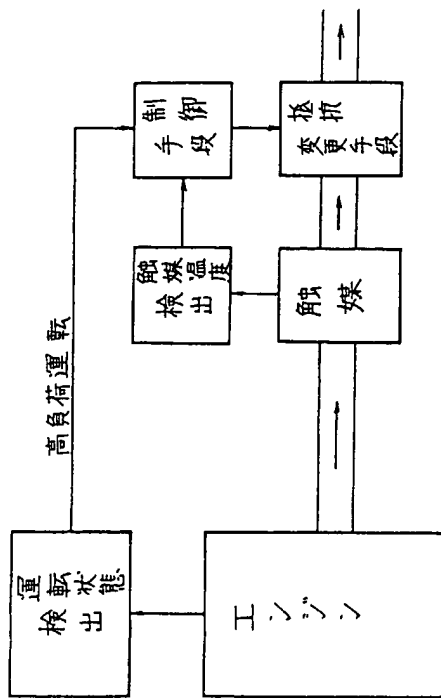 運転状態
検出
エンジン
高負荷運転
触媒温度
検出
触媒
制御
手段
抵抗
変更手段